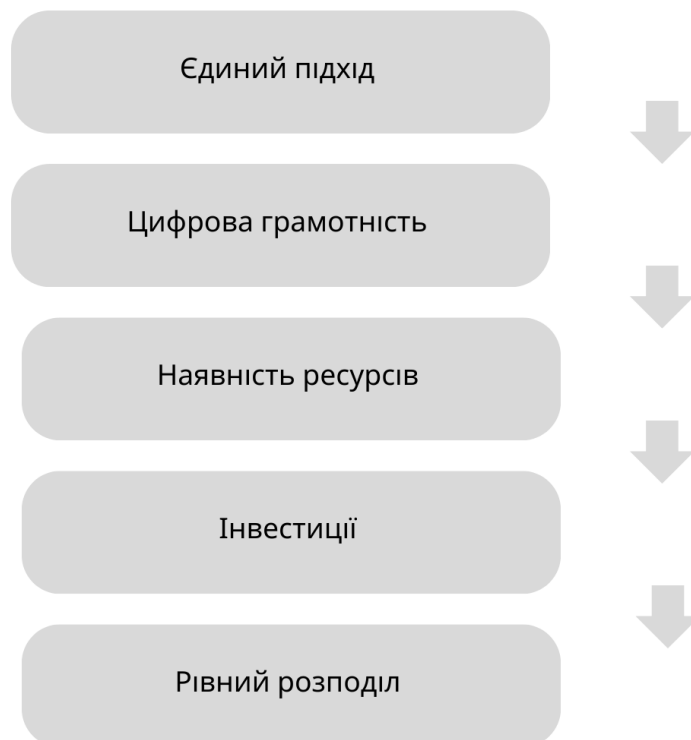 Єдиний підхід
Цифрова грамотність
Наявність ресурсів
Інвестиції
Рівний розподіл